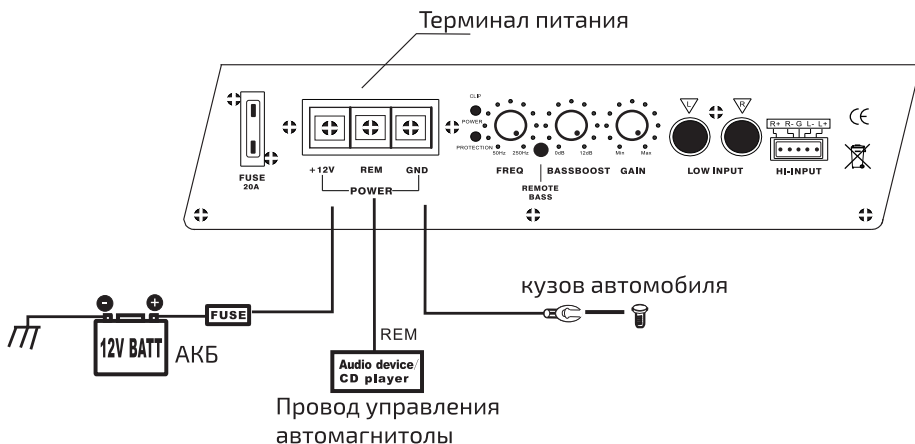 Терминал питания
CLIP
POWER
PROTECTION
L
R
R+ R- G L- L+
CE
50Hz 250Hz
0dB 12dB
Min Max
FUSE
20A
+12V REM GND
POWER
FREQ BASSBOOST GAIN
REMOTE
BASS
LOW INPUT
HI-INPUT
кузов автомобиля
FUSE
12V BATT
АКБ
REM
Audio device/
CD player
Провод управления
автомагнитолы